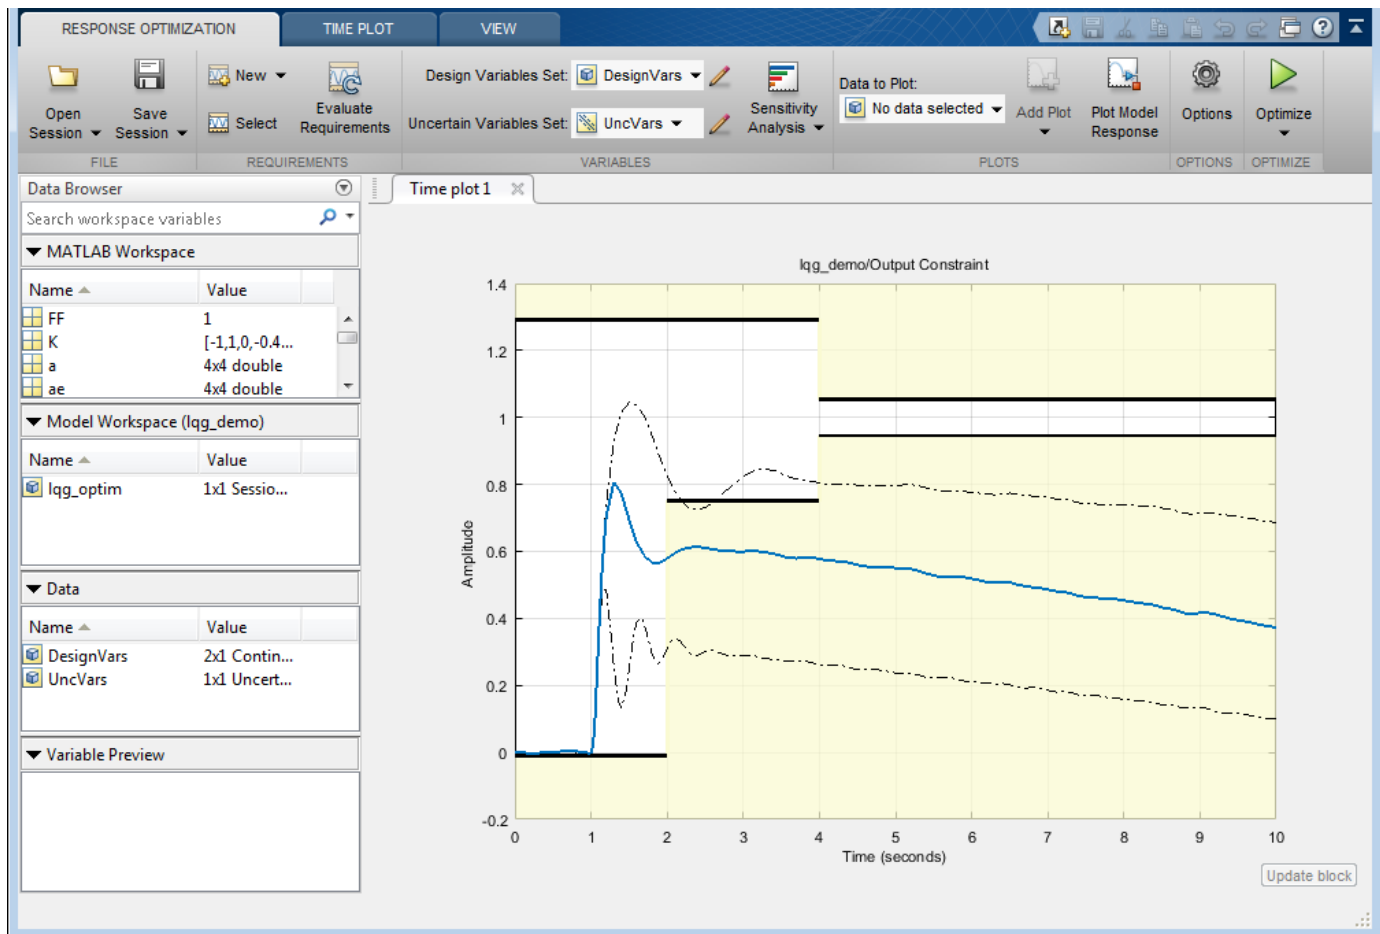 RESPONSE OPTIMIZATION TIME PLOT VIEW
New Design Variables Set: DesignVars Data to Plot:
Open Session Save Session Select Evaluate Requirements Uncertain Variables Set: UncVars Sensitivity Analysis No data selected Add Plot Plot Model Response Options Optimize
FILE REQUIREMENTS VARIABLES PLOTS OPTIONS OPTIMIZE
Data Browser
Search workspace variables
MATLAB Workspace
Name Value
FF 1
K [-1,1,0,-0.4...
a 4x4 double
ae 4x4 double
Model Workspace (lqg_demo)
Name Value
lqg_optim 1x1 Sessio...
Data
Name Value
DesignVars 2x1 Contin...
UncVars 1x1 Uncert...
Variable Preview
Time plot 1
lqg_demo/Output Constraint
1.4
1.2
1
0.8
0.6
0.4
0.2
0
-0.2
Amplitude
0 1 2 3 4 5 6 7 8 9 10
Time (seconds)
Update block